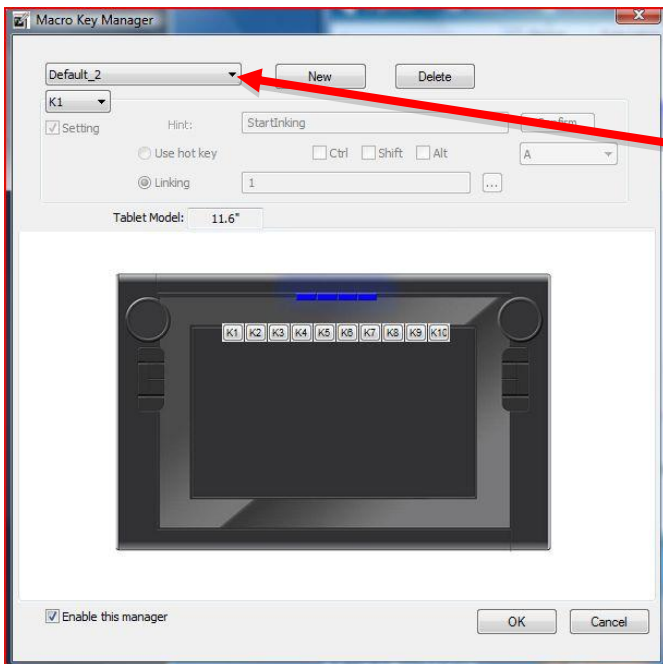 Macro Key Manager
Default_2 New Delete
K1
Setting Hint: StartInking Confirm
Use hot key Ctrl Shift Alt A
Linking 1 ...
Tablet Model: 11.6"
K1 K2 K3 K4 K5 K6 K7 K8 K9 K10
Enable this manager OK Cancel